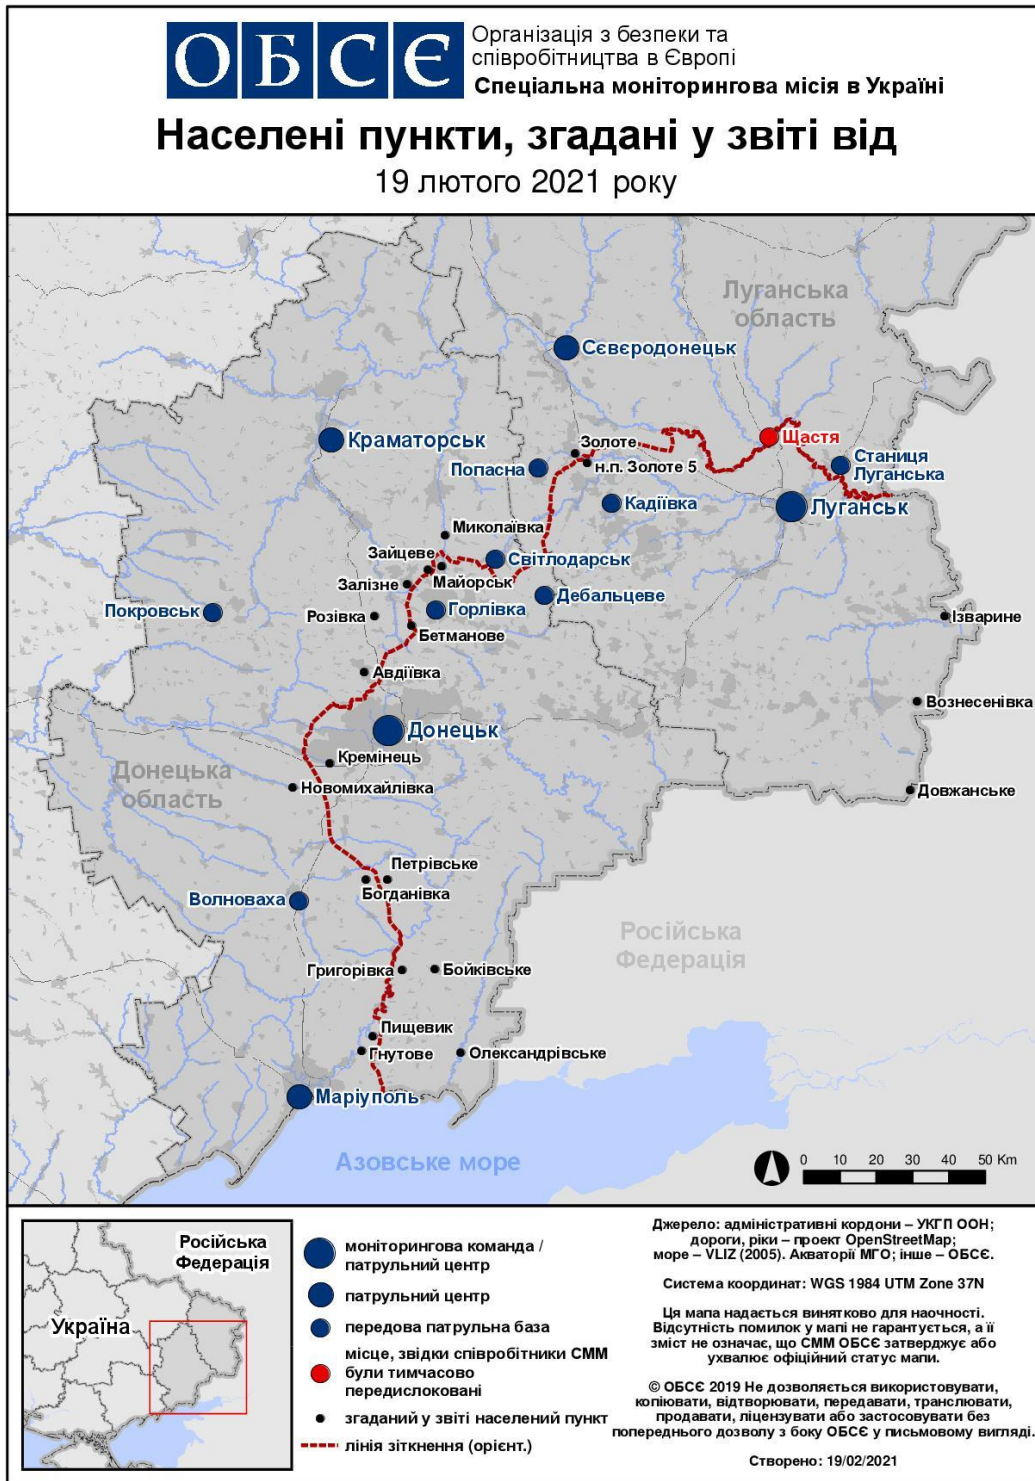 ОБСЄ
Організація з безпеки та
співробітництва в Європі
Спеціальна моніторингова місія в Україні
Населені пункти, згадані у звіті від
19 лютого 2021 року
Луганська
область
Сєвєродонецьк
Краматорськ
Золоте
Щастя
Попасна
н.п. Золоте 5
Станиця
Луганська
Кадіївка
Луганськ
Миколаївка
Зайцеве
Світлодарськ
Майорськ
Залізне
Дебальцеве
Покровськ
Горлівка
Розівка
Ізварине
Бетманове
Авдіївка
Вознесенівка
Донецьк
Кремінець
Донецька
область
Новомихайлівка
Довжанське
Петрівське
Богданівка
Волноваха
Російська
Федерація
Григорівка
Бойківське
Пищевик
Гнутове
Олександрівське
Маріуполь
Азовське море
0 10 20 30 40 50 Km
Російська
Федерація
Україна
моніторингова команда /
патрульний центр
патрульний центр
передова патрульна база
місце, звідки співробітники СММ
були тимчасово
передислоковані
згаданий у звіті населений пункт
лінія зіткнення (орієнт.)
Джерело: адміністративні кордони – УКГП ООН;
дороги, ріки – проект OpenStreetMap;
море – VLIZ (2005). Акваторії МГО; інше – ОБСЄ.
Система координат: WGS 1984 UTM Zone 37N
Ця мапа надається винятково для наочності.
Відсутність помилок у мапі не гарантується, а її
зміст не означає, що СММ ОБСЄ затверджує або
ухвалює офіційний статус мапи.
© ОБСЄ 2019 Не дозволяється використовувати,
копіювати, відтворювати, передавати, транслювати,
продавати, ліцензувати або застосовувати без
попереднього дозволу з боку ОБСЄ у письмовому вигляді.
Створено: 19/02/2021